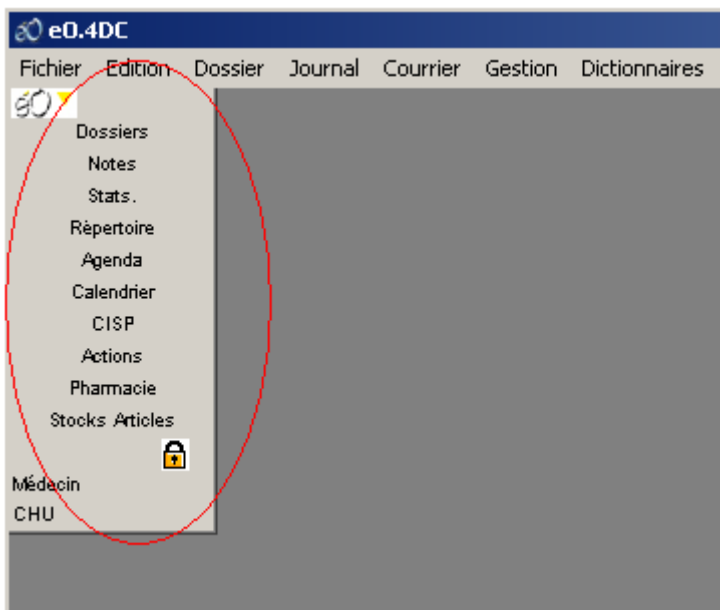 eO.4DC
Fichier Edition Dossier Journal Courrier Gestion Dictionnaires
éO
Dossiers
Notes
Stats.
Répertoire
Agenda
Calendrier
CISP
Actions
Pharmacie
Stocks Articles
Médecin
CHU